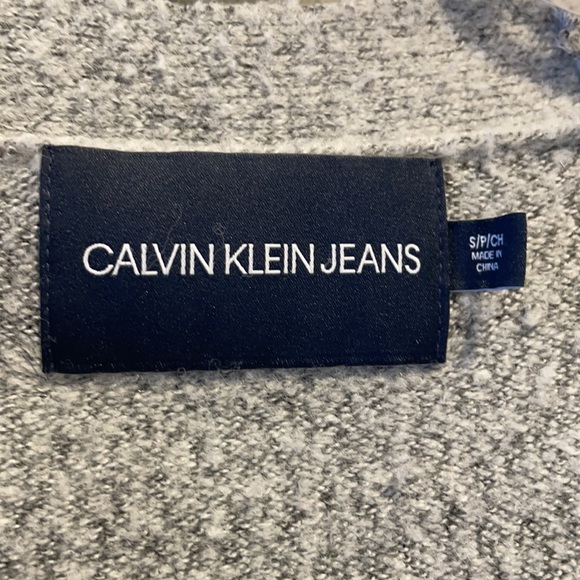 CALVIN KLEIN JEANS
S/P/CH
MADE IN
CHINA